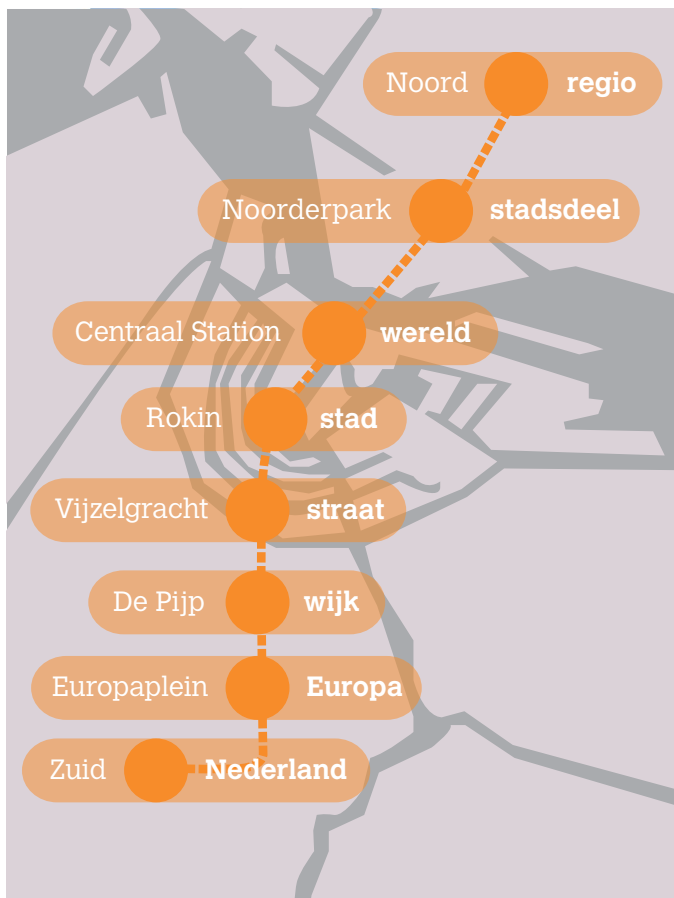 Noord regio
Noorderpark stadsdeel
Centraal Station wereld
Rokin stad
Vijzelgracht straat
De Pijp wijk
Europaplein Europa
Zuid Nederland